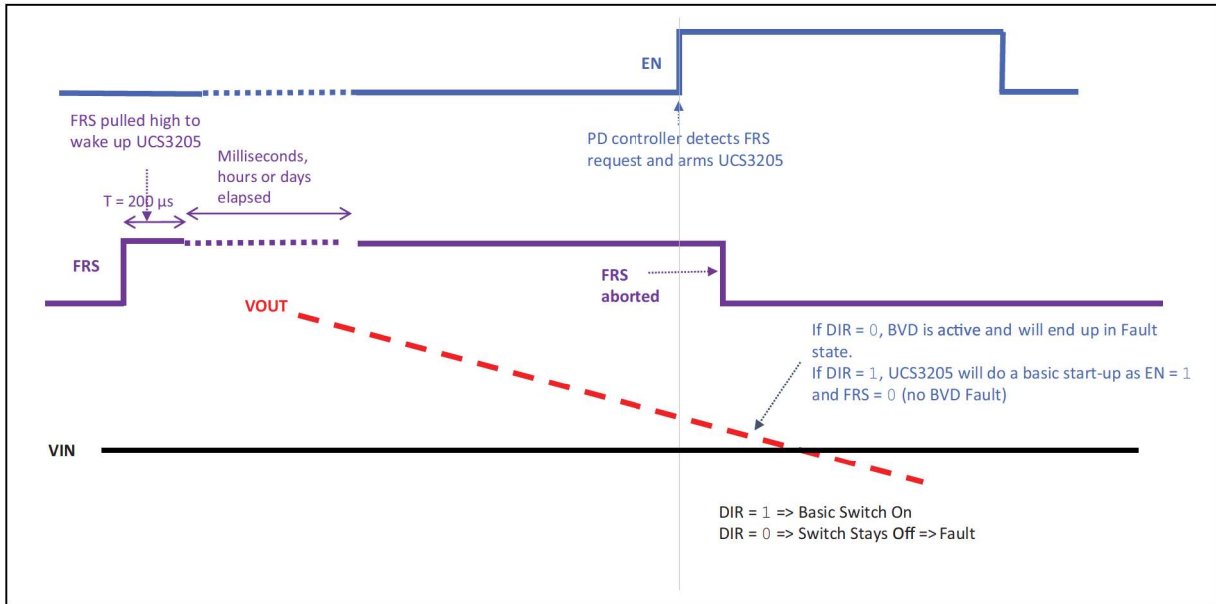 EN
FRS pulled high to
wake up UCS3205
Milliseconds,
hours or days
elapsed
PD controller detects FRS
request and arms UCS3205
T = 200 µs
FRS
FRS
aborted
VOUT
If DIR = 0, BVD is active and will end up in Fault
state.
If DIR = 1, UCS3205 will do a basic start-up as EN = 1
and FRS = 0 (no BVD Fault)
VIN
DIR = 1 => Basic Switch On
DIR = 0 => Switch Stays Off => Fault